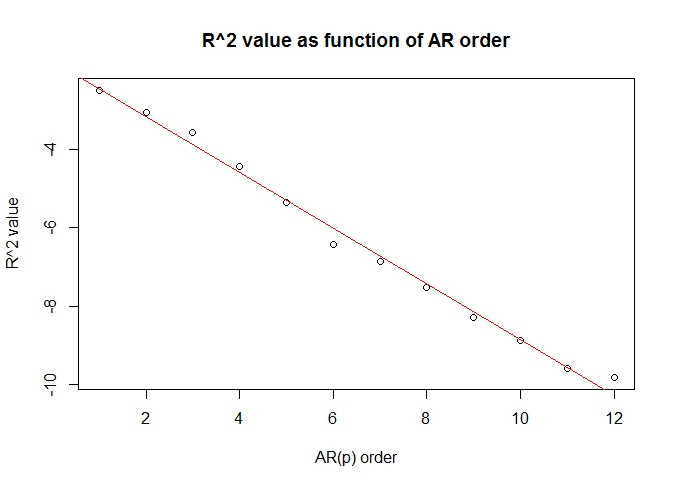 R^2 value as function of AR order
R^2 value
-4
-6
-8
-10
2 4 6 8 10 12
AR(p) order